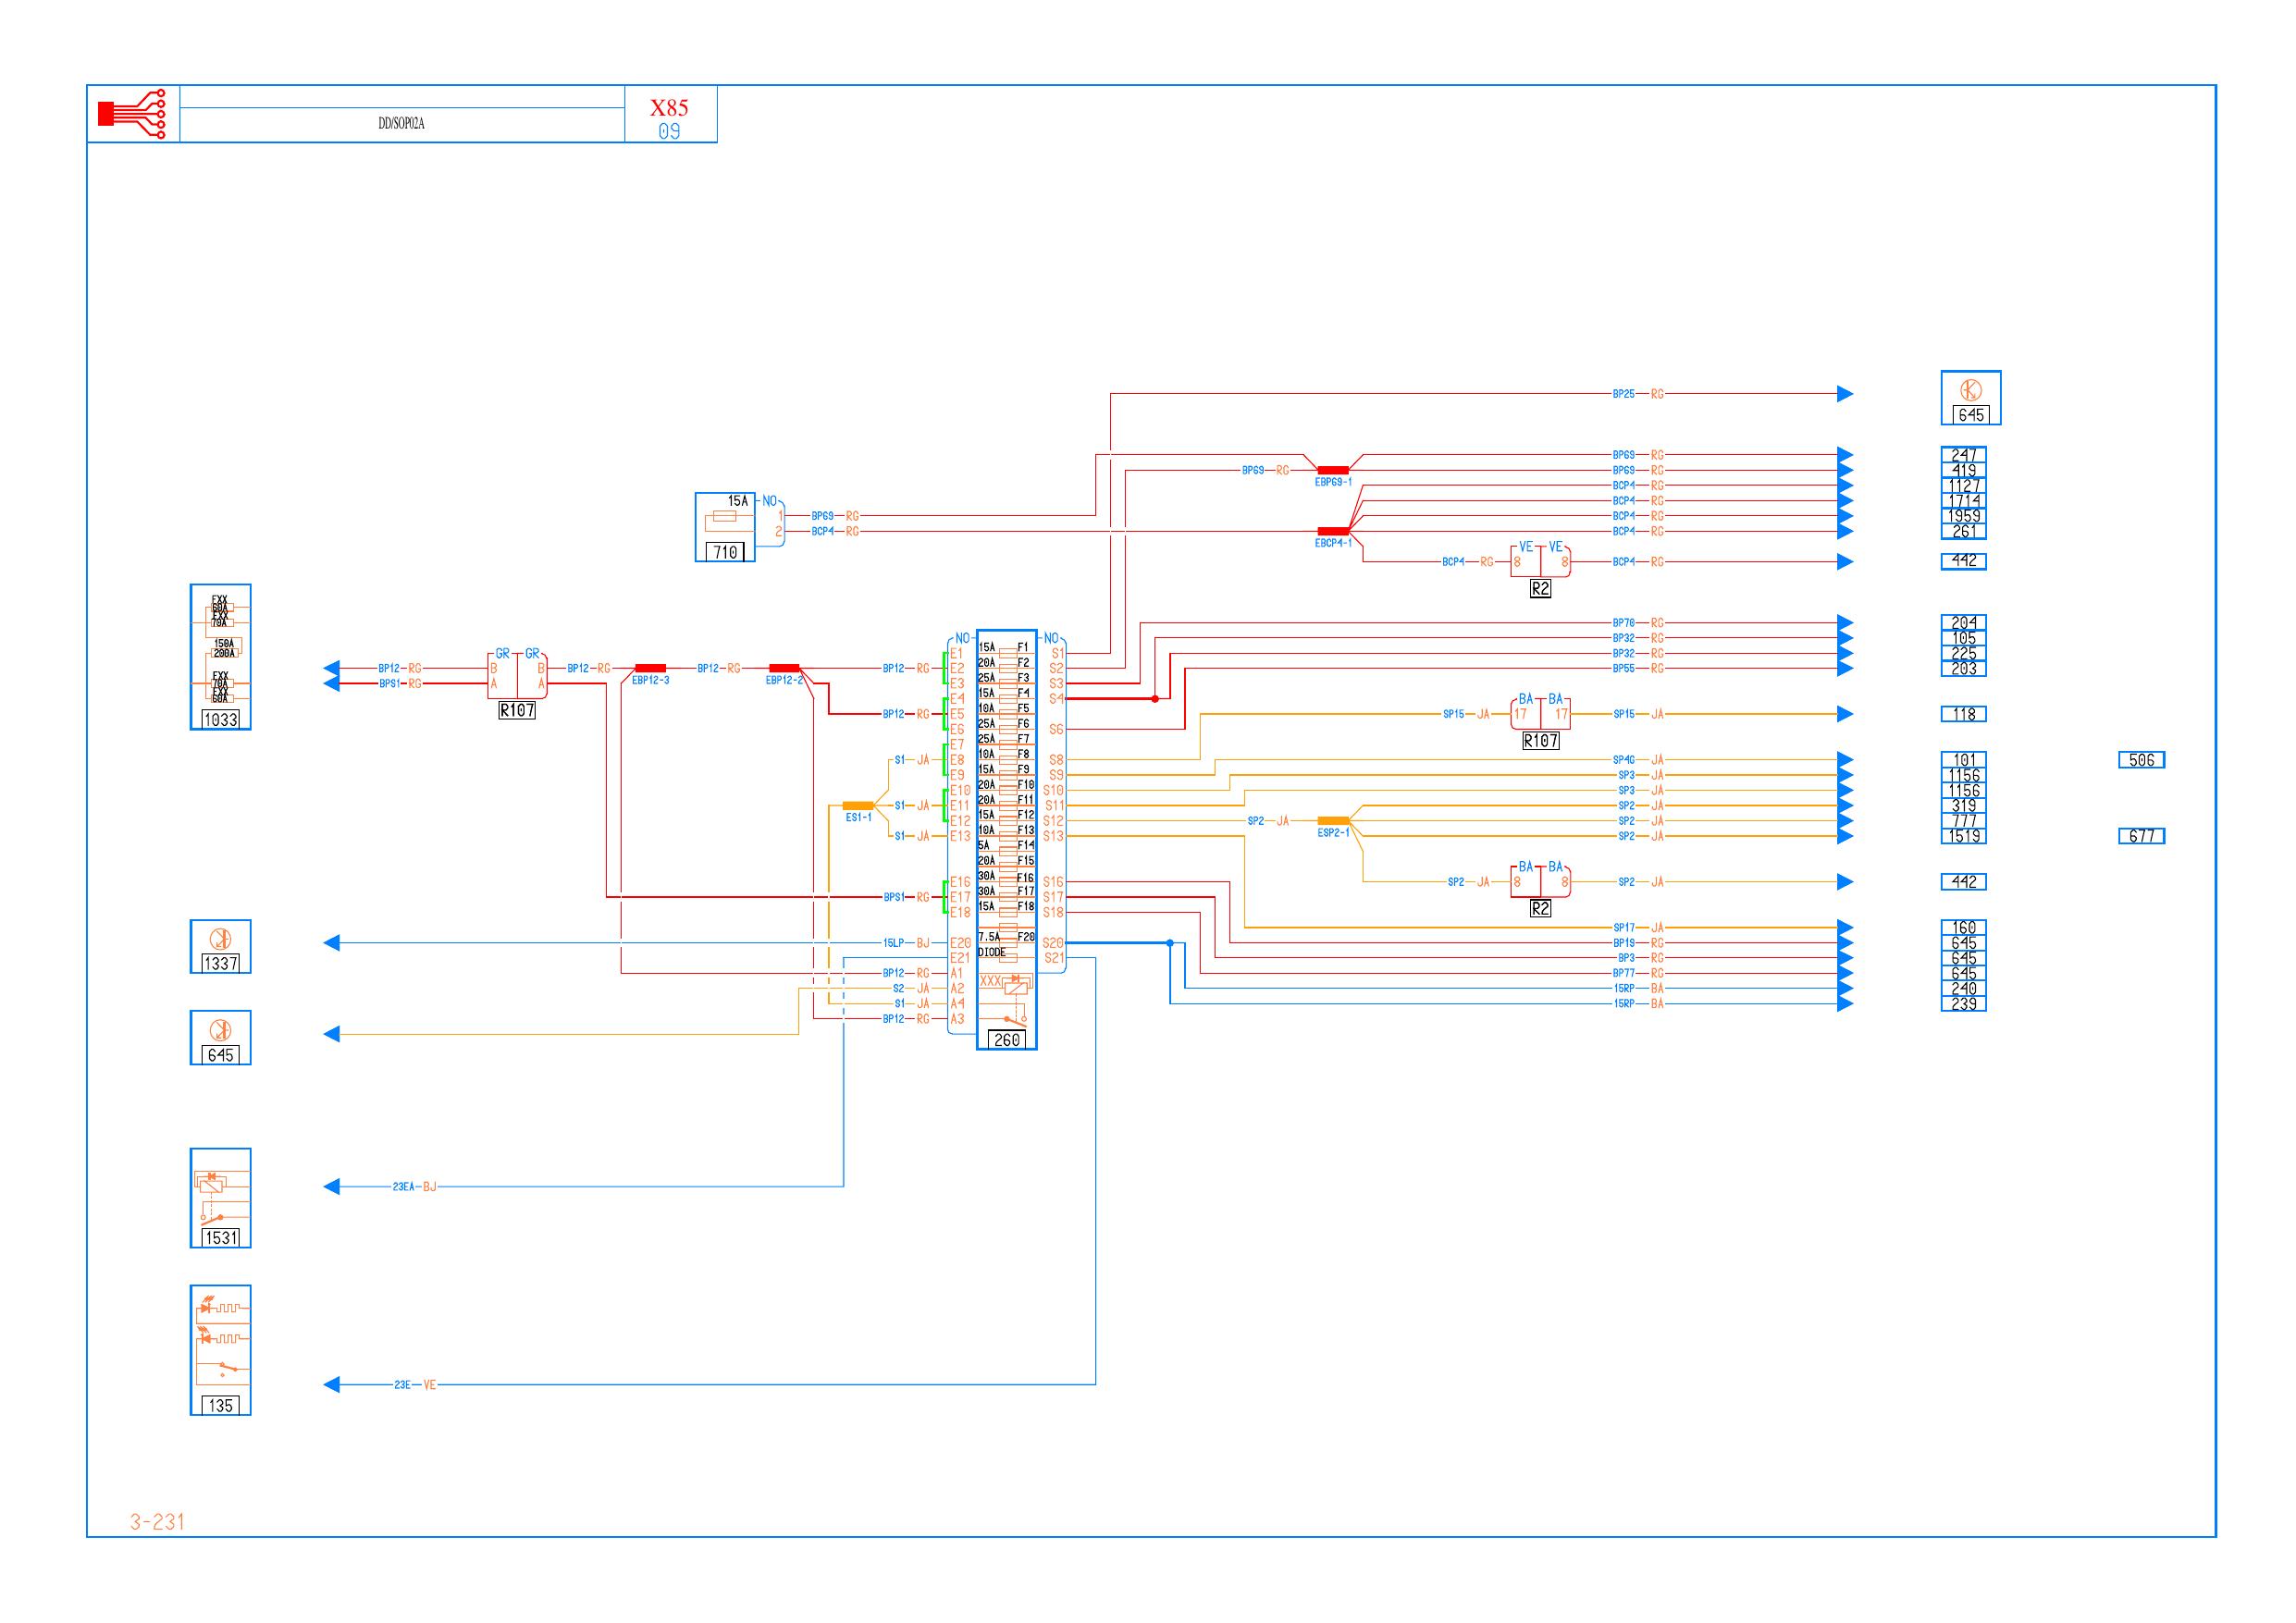 DD/SOP02A
X85
09
BP25 RG
645
BP69 RG 247
BP69 RG EBP69-1 BP69 RG 419
BCP4 RG 1127
15A NO BCP4 RG 1714
1 BP69 RG BCP4 RG 1959
2 BCP4 RG EBCP4-1 BCP4 RG 261
710
VE VE
BCP4 RG 8 8 BCP4 RG 442
R2
FXX
60A
FXX
70A
150A
200A
FXX
70A
FXX
60A
1033
BP70 RG 204
BP32 RG 105
BP32 RG 225
BP55 RG 203
GR GR
BP12 RG B B BP12 RG EBP12-3 BP12 RG EBP12-2 BP12 RG
BPS1 RG A A
R107
BP12 RG
NO NO
E1 15A F1 S1
E2 20A F2 S2
E3 25A F3 S3
E4 15A F4 S4
E5 10A F5
E6 25A F6 S6
E7 25A F7
E8 10A F8 S8
E9 15A F9 S9
E10 20A F10 S10
E11 20A F11 S11
E12 15A F12 S12
E13 10A F13 S13
5A F14
20A F15
E16 30A F16 S16
E17 30A F17 S17
E18 15A F18 S18
E20 7.5A F20 S20
E21 DIODE S21
A1
A2 XXX
A4
A3
260
BA BA
SP15 JA 17 17 SP15 JA 118
R107
S1 JA
S1 JA
ES1-1
S1 JA
SP4G JA 101 506
SP3 JA 1156
SP3 JA 1156
SP2 JA 319
SP2 JA ESP2-1 SP2 JA 777
SP2 JA 1519 677
BA BA
SP2 JA 8 8 SP2 JA 442
R2
BPS1 RG
SP17 JA 160
BP19 RG 645
BP3 RG 645
BP77 RG 645
15RP BA 240
15RP BA 239
15LP BJ
1337
BP12 RG
S2 JA
S1 JA
BP12 RG
645
23EA BJ
1531
23E VE
135
3-231